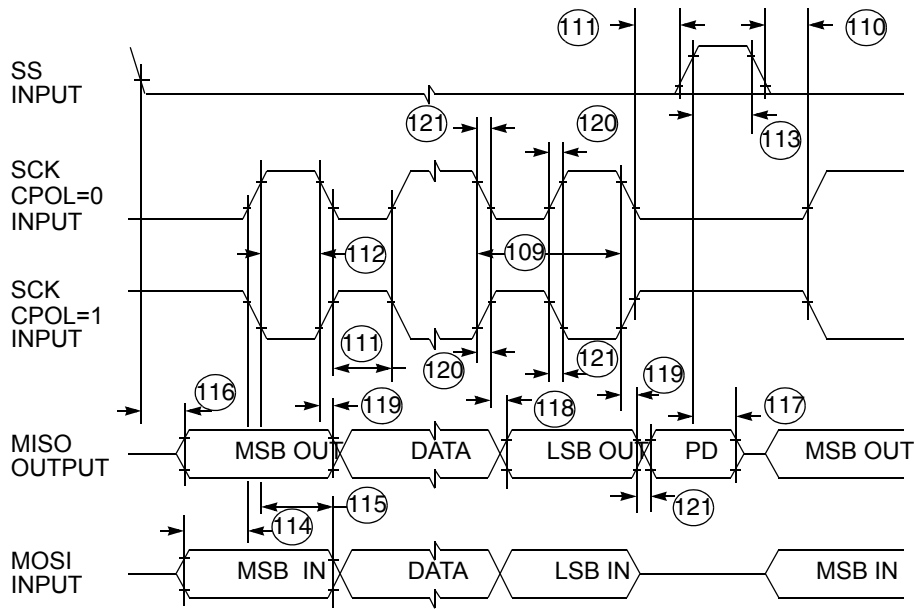 111
110
SS
INPUT
113
121
120
SCK
CPOL=0
INPUT
112
109
SCK
CPOL=1
INPUT
111
120
121
116
119
118
119
117
MISO
OUTPUT
MSB OUT
DATA
LSB OUT
PD
MSB OUT
115
121
114
MOSI
INPUT
MSB IN
DATA
LSB IN
MSB IN